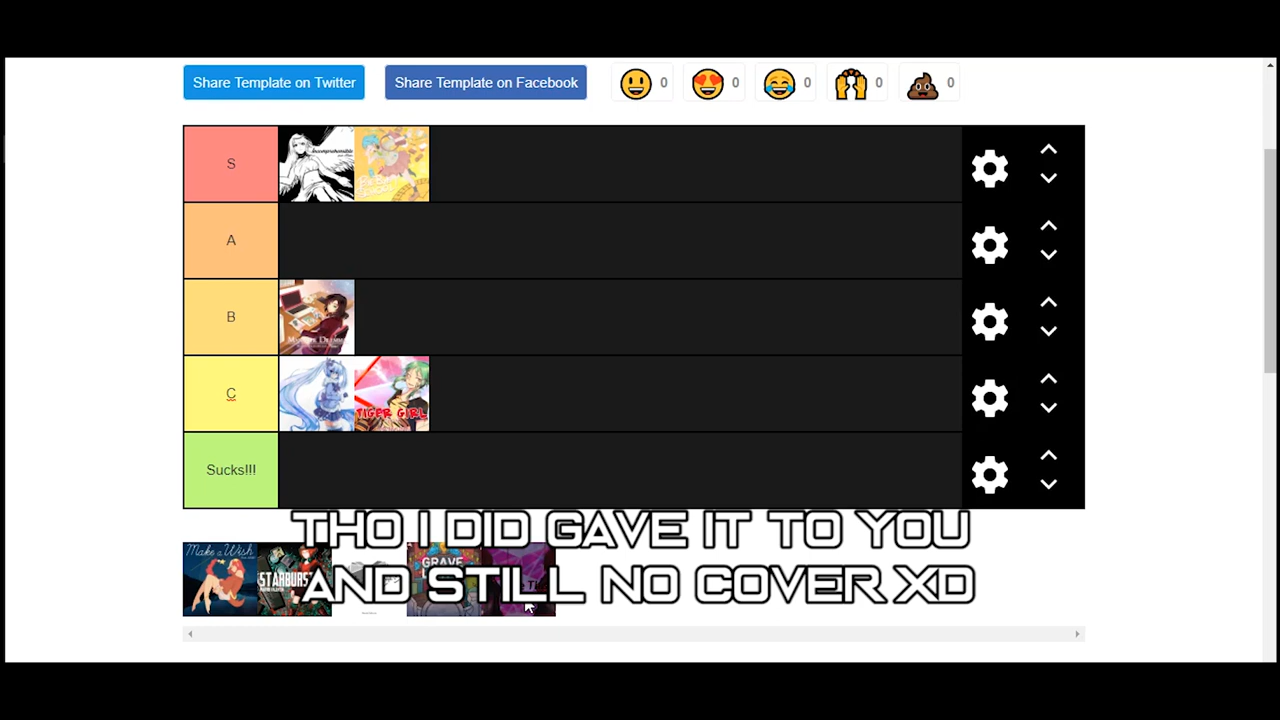 Share Template on Twitter
Share Template on Facebook
0
0
0
0
0
S
A
B
C
TIGER GIRL
Sucks!!!
THO I DID GAVE IT TO YOU
AND STILL NO COVER XD
Make a Wish
STARBURST
GRAVE